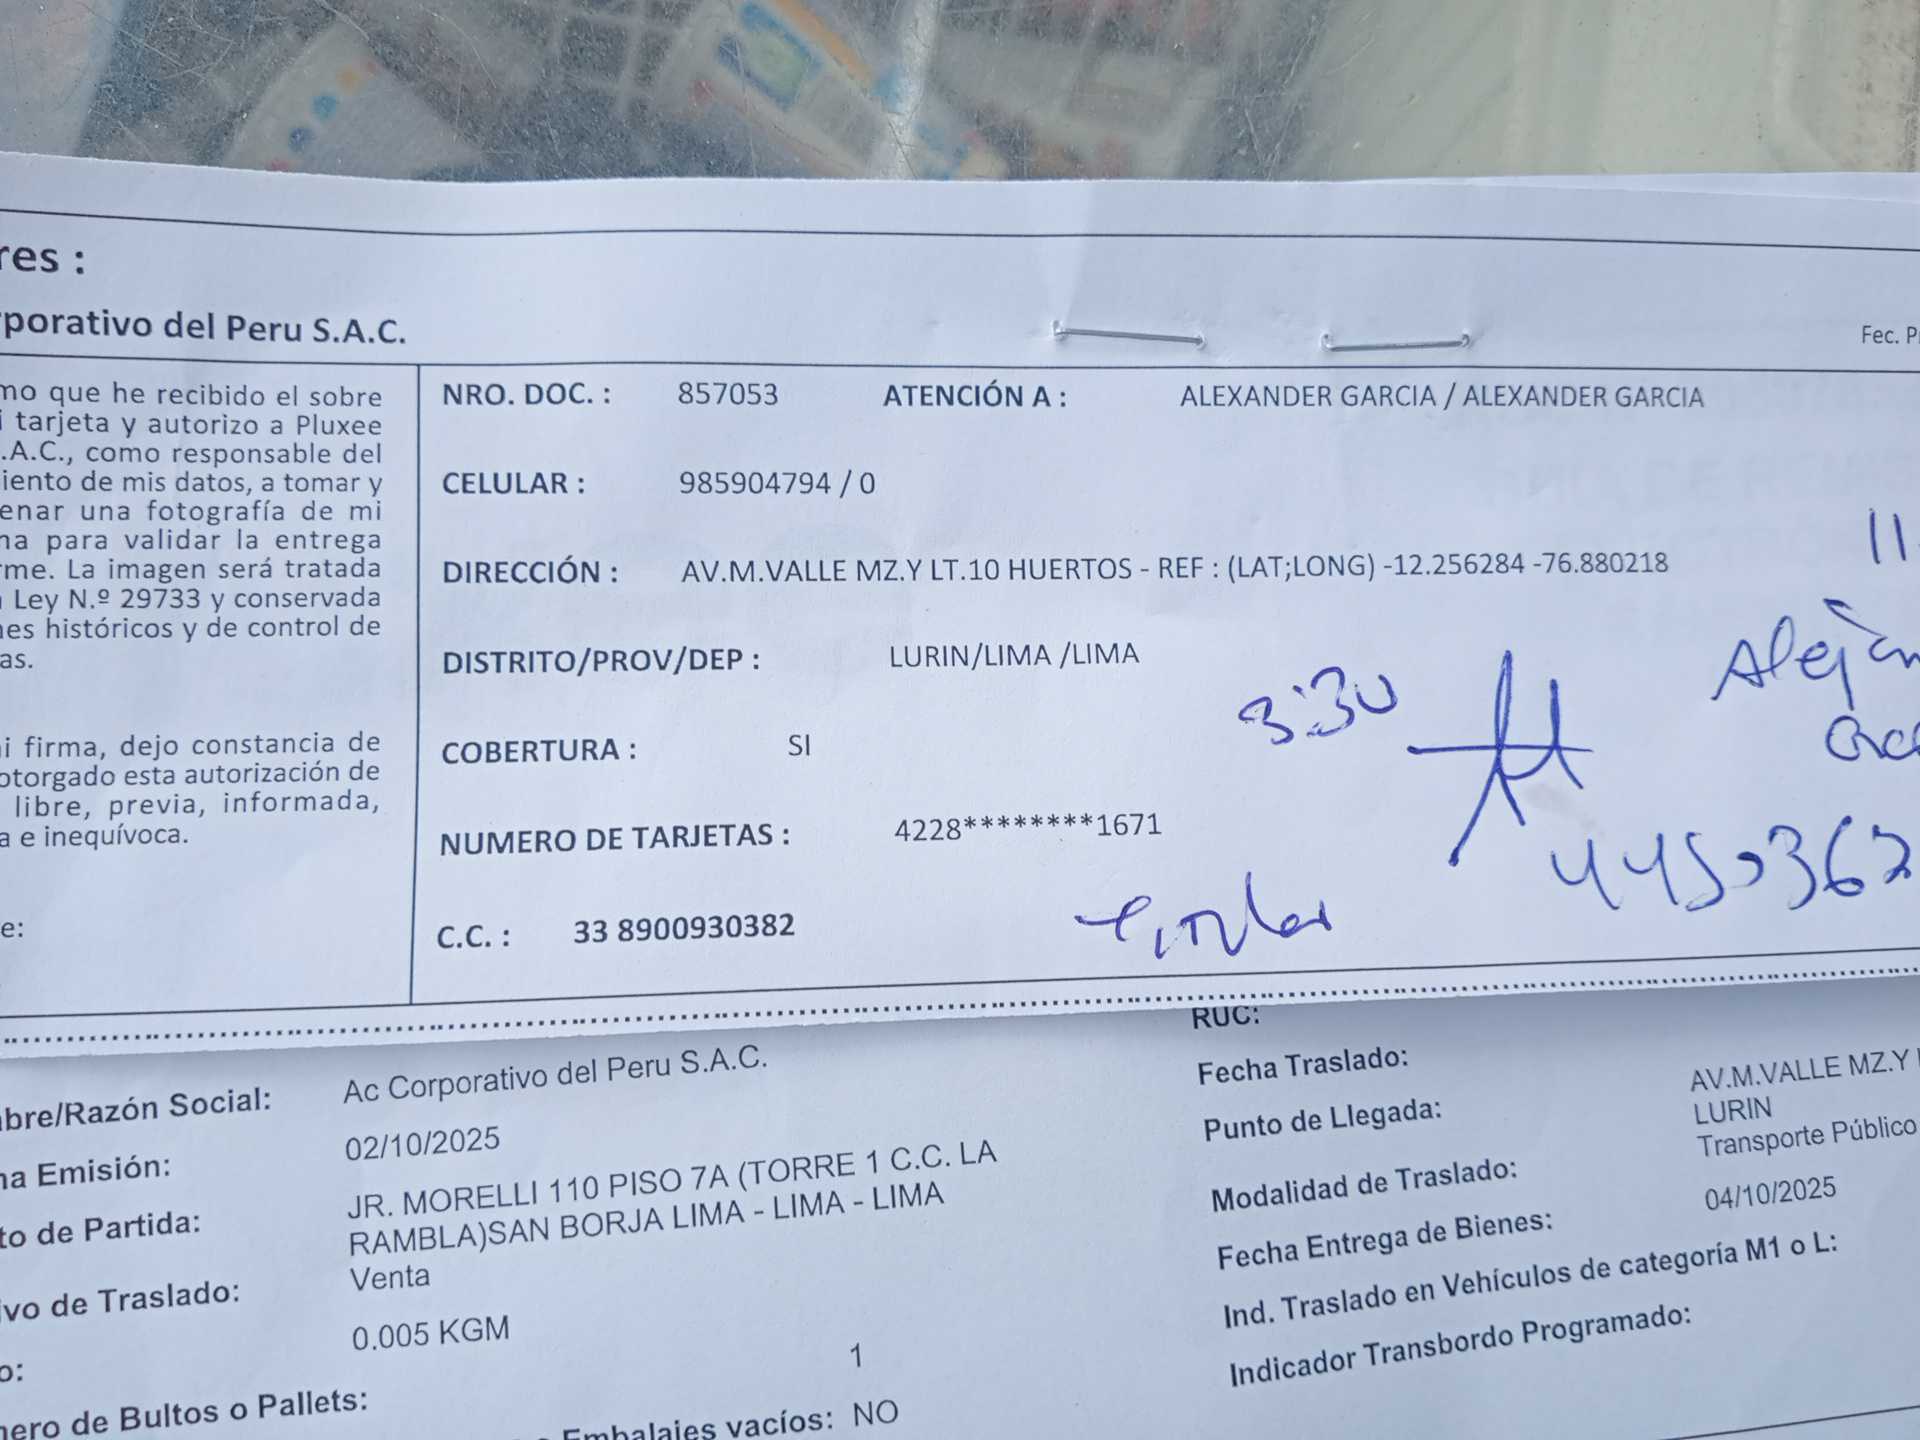 res :
porativo del Peru S.A.C.
Fec. P
mo que he recibido el sobre
i tarjeta y autorizo a Pluxee
.A.C., como responsable del
iento de mis datos, a tomar y
enar una fotografía de mi
na para validar la entrega
rme. La imagen será tratada
Ley N.º 29733 y conservada
nes históricos y de control de
as.
i firma, dejo constancia de
otorgado esta autorización de
libre, previa, informada,
a e inequívoca.
e:
NRO. DOC. : 857053 ATENCIÓN A : ALEXANDER GARCIA / ALEXANDER GARCIA
CELULAR : 985904794 / 0
DIRECCIÓN : AV.M.VALLE MZ.Y LT.10 HUERTOS - REF : (LAT;LONG) -12.256284 -76.880218
11
DISTRITO/PROV/DEP : LURIN/LIMA /LIMA
3:30
Aleján
COBERTURA : SI
NUMERO DE TARJETAS : 4228********1671
4450362
C.C. : 33 8900930382
Titular
bre/Razón Social: Ac Corporativo del Peru S.A.C.
na Emisión: 02/10/2025
to de Partida: JR. MORELLI 110 PISO 7A (TORRE 1 C.C. LA
RAMBLA)SAN BORJA LIMA - LIMA - LIMA
ivo de Traslado: Venta
o: 0.005 KGM
nero de Bultos o Pallets: 1
Embalajes vacíos: NO
RUC:
Fecha Traslado:
Punto de Llegada: AV.M.VALLE MZ.Y
LURIN
Modalidad de Traslado: Transporte Público
Fecha Entrega de Bienes: 04/10/2025
Ind. Traslado en Vehículos de categoría M1 o L:
Indicador Transbordo Programado: